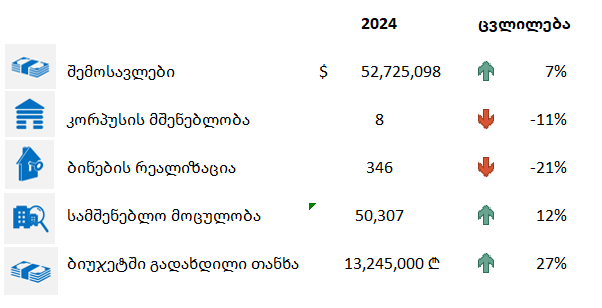 2024 ცვლილება
შემოსავლები $ 52,725,098 7%
კორპუსის მშენებლობა 8 -11%
ბინების რეალიზაცია 346 -21%
სამშენებლო მოცულობა 50,307 12%
ბიუჯეტში გადახდილი თანხა 13,245,000 ₾ 27%